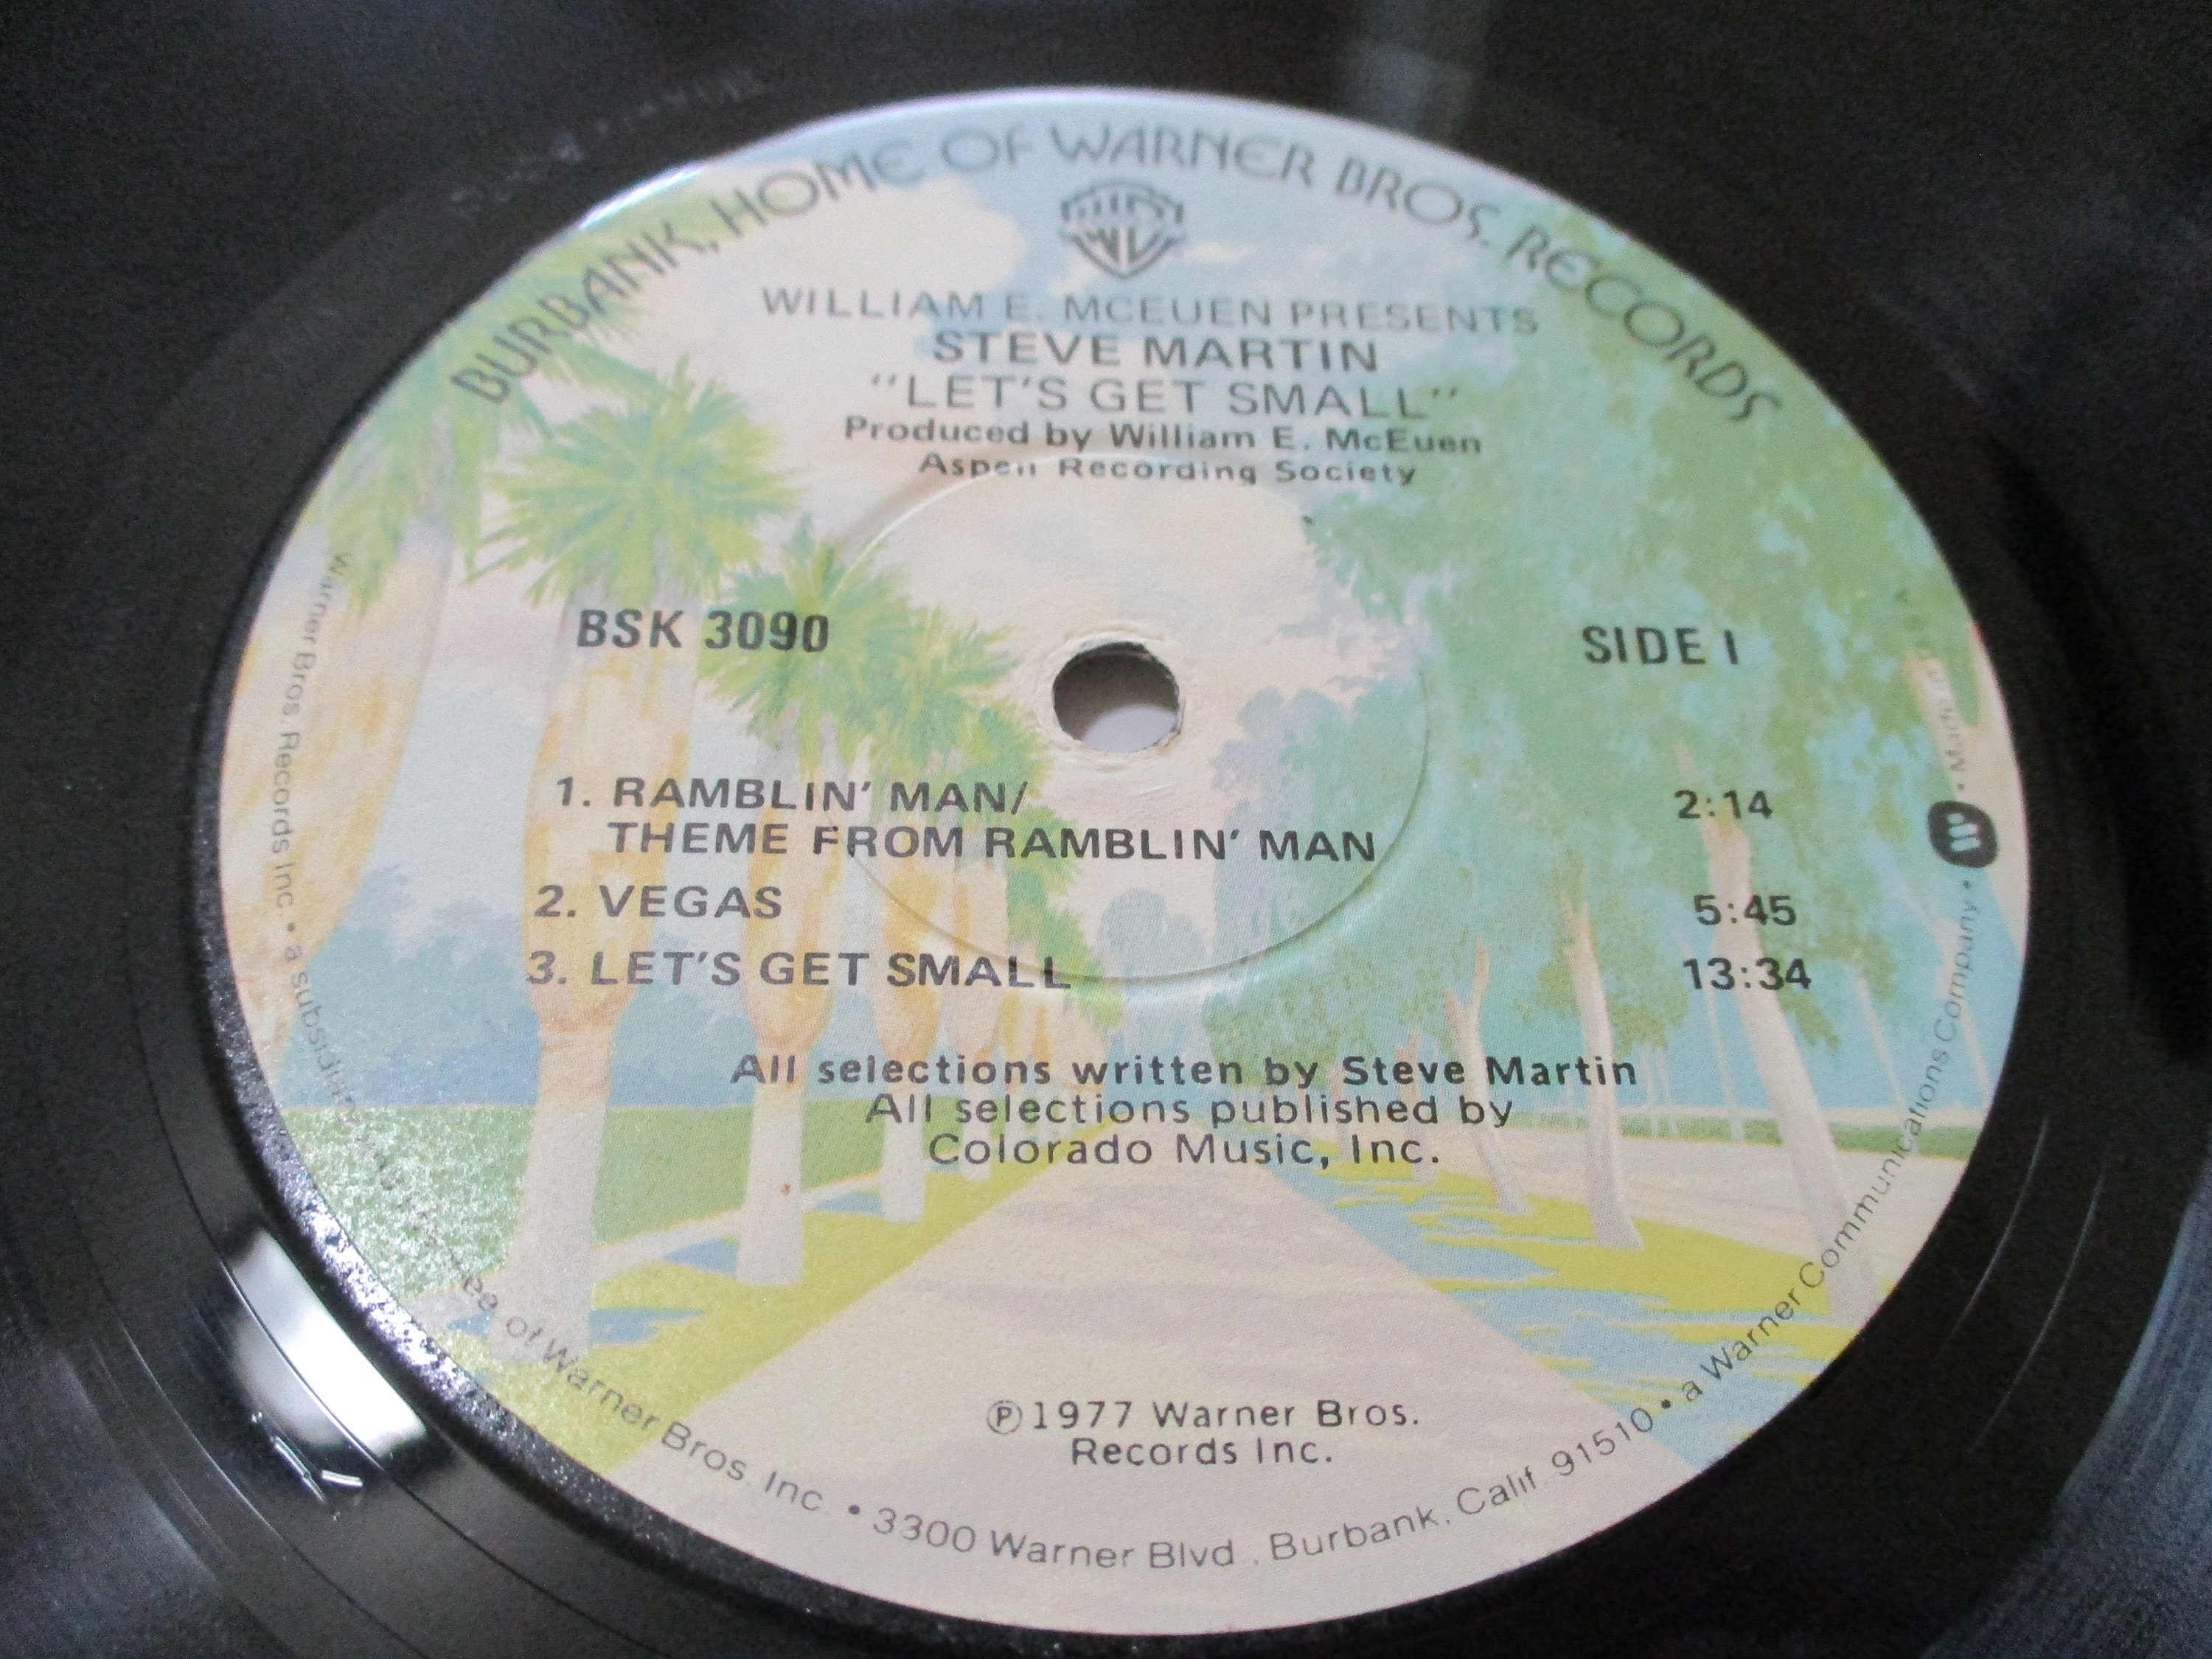 BURBANK, HOME OF WARNER BROS. RECORDS
WILLIAM E. MCEUEN PRESENTS
STEVE MARTIN
"LET'S GET SMALL"
Produced by William E. McEuen
Aspen Recording Society
BSK 3090
SIDE 1
1. RAMBLIN' MAN/
THEME FROM RAMBLIN' MAN 2:14
2. VEGAS 5:45
3. LET'S GET SMALL 13:34
All selections written by Steve Martin
All selections published by
Colorado Music, Inc.
℗1977 Warner Bros.
Records Inc.
Warner Bros. Records Inc. • a subsidiary of Warner Bros. Inc. • 3300 Warner Blvd., Burbank, Calif. 91510 • a Warner Communications Company • Made in